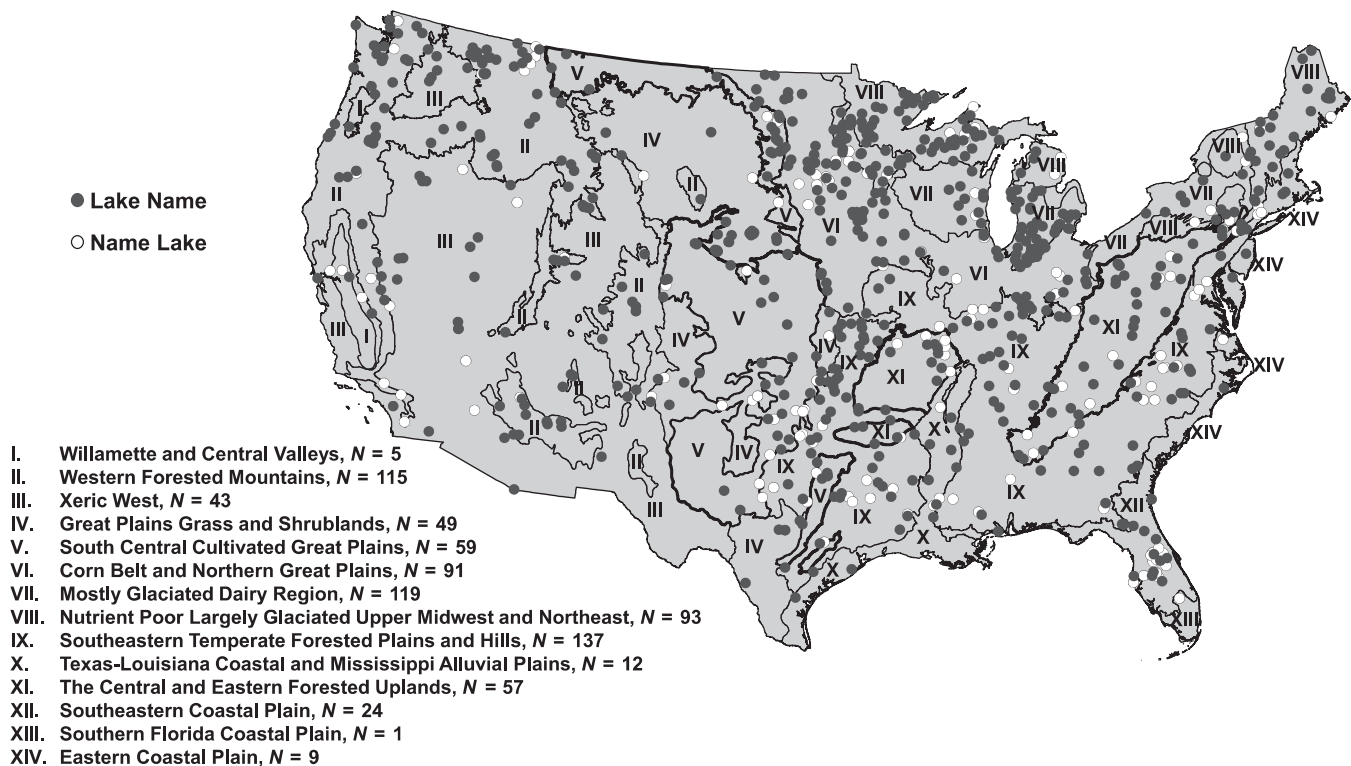 Lake Name
Name Lake
V
VIII
VIII
I
III
II
IV
VIII
VIII
II
II
VII
VII
VII
V
XIV
VI
III
III
VII
VIII
XIV
II
VI
IX
V
II
III
I
IV
IV
IX
XI
IX
IX
XIV
XI
II
II
X
XI
XIV
V
IV
II
IX
V
IX
XII
III
IX
X
IV
X
XIII
I. Willamette and Central Valleys, N = 5
II. Western Forested Mountains, N = 115
III. Xeric West, N = 43
IV. Great Plains Grass and Shrublands, N = 49
V. South Central Cultivated Great Plains, N = 59
VI. Corn Belt and Northern Great Plains, N = 91
VII. Mostly Glaciated Dairy Region, N = 119
VIII. Nutrient Poor Largely Glaciated Upper Midwest and Northeast, N = 93
IX. Southeastern Temperate Forested Plains and Hills, N = 137
X. Texas-Louisiana Coastal and Mississippi Alluvial Plains, N = 12
XI. The Central and Eastern Forested Uplands, N = 57
XII. Southeastern Coastal Plain, N = 24
XIII. Southern Florida Coastal Plain, N = 1
XIV. Eastern Coastal Plain, N = 9